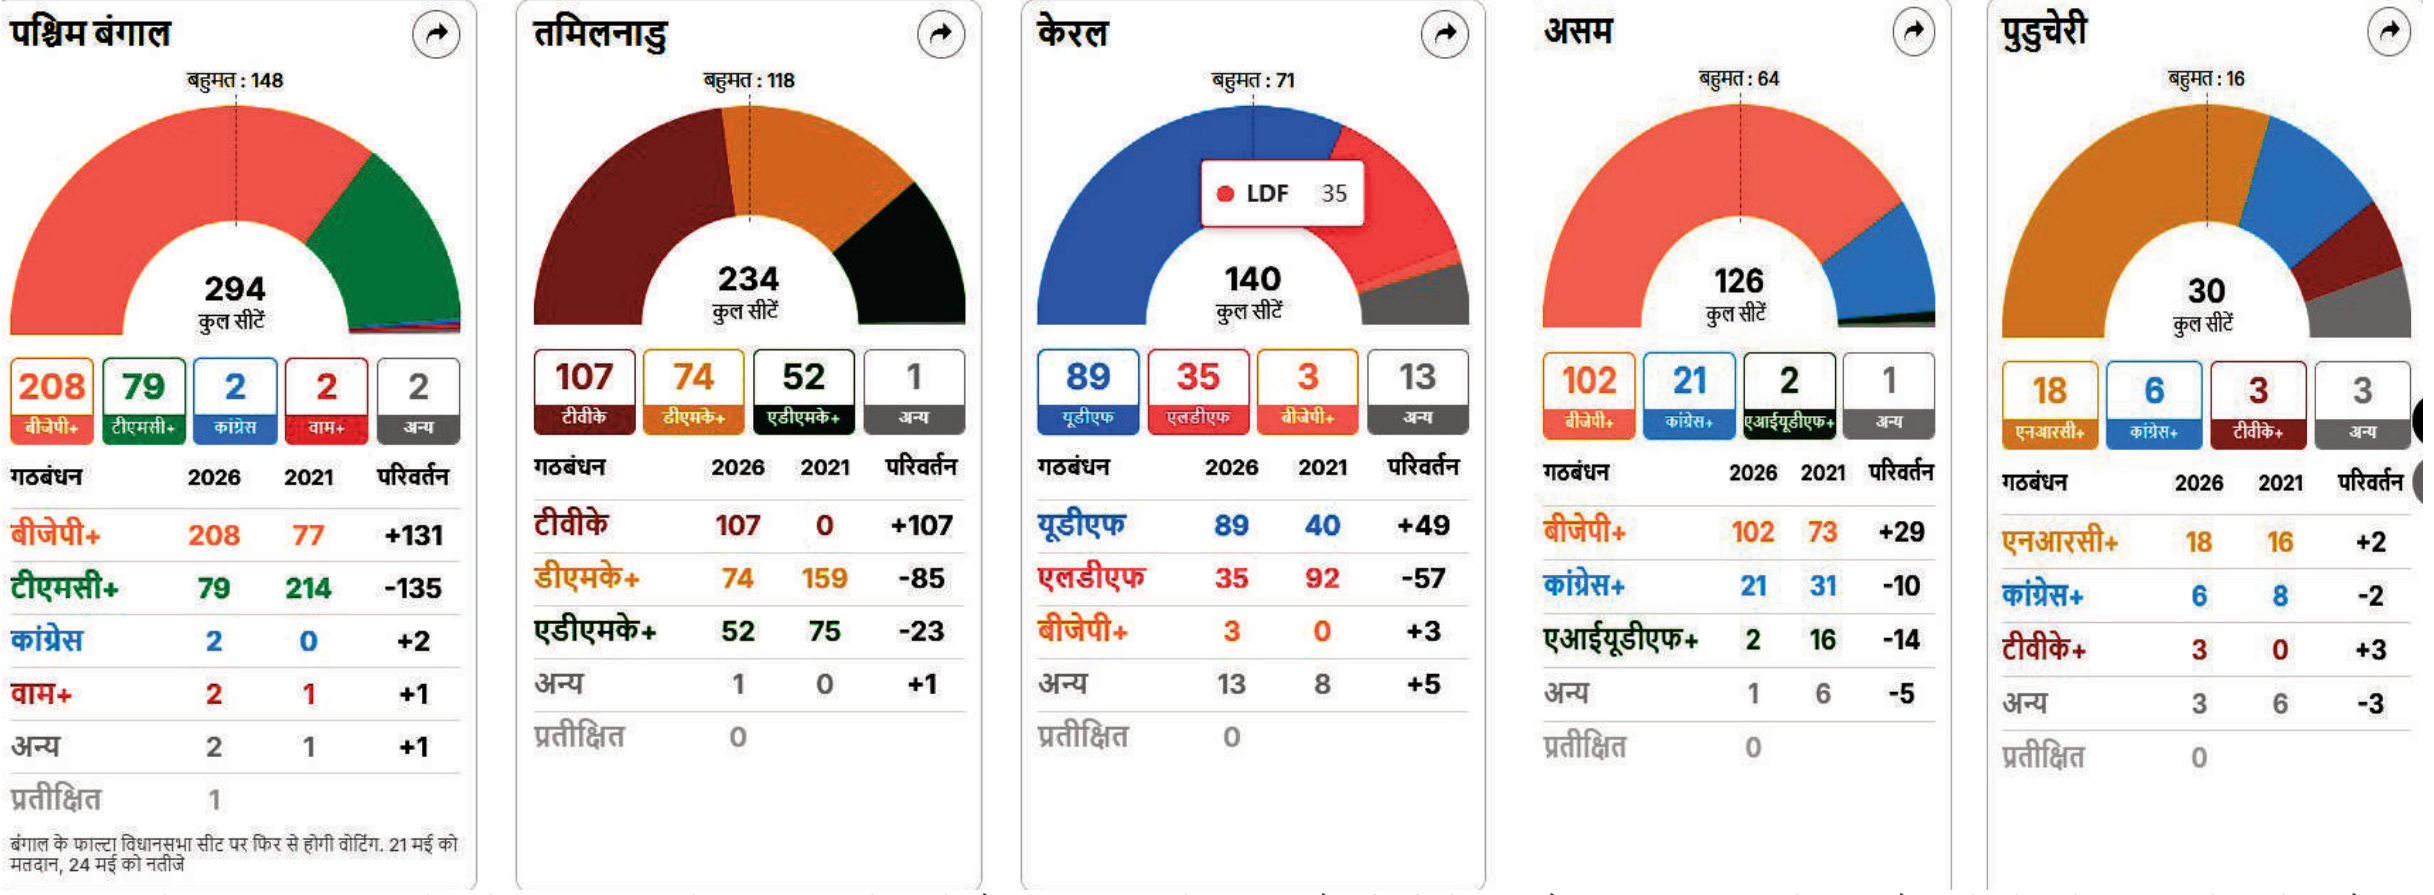 पश्चिम बंगाल
बहुमत : 148
294
कुल सीटें
208 79 2 2 2
बीजेपी+ टीएमसी+ कांग्रेस वाम+ अन्य
गठबंधन 2026 2021 परिवर्तन
बीजेपी+ 208 77 +131
टीएमसी+ 79 214 -135
कांग्रेस 2 0 +2
वाम+ 2 1 +1
अन्य 2 1 +1
प्रतीक्षित 1
बंगाल के फाल्टा विधानसभा सीट पर फिर से होगी वोटिंग. 21 मई को
मतदान, 24 मई को नतीजे
तमिलनाडु
बहुमत : 118
234
कुल सीटें
107 74 52 1
टीवीके डीएमके+ एडीएमके+ अन्य
गठबंधन 2026 2021 परिवर्तन
टीवीके 107 0 +107
डीएमके+ 74 159 -85
एडीएमके+ 52 75 -23
अन्य 1 0 +1
प्रतीक्षित 0
केरल
बहुमत : 71
LDF 35
140
कुल सीटें
89 35 3 13
यूडीएफ एलडीएफ बीजेपी+ अन्य
गठबंधन 2026 2021 परिवर्तन
यूडीएफ 89 40 +49
एलडीएफ 35 92 -57
बीजेपी+ 3 0 +3
अन्य 13 8 +5
प्रतीक्षित 0
असम
बहुमत : 64
126
कुल सीटें
102 21 2 1
बीजेपी+ कांग्रेस+ एआईयूडीएफ+ अन्य
गठबंधन 2026 2021 परिवर्तन
बीजेपी+ 102 73 +29
कांग्रेस+ 21 31 -10
एआईयूडीएफ+ 2 16 -14
अन्य 1 6 -5
प्रतीक्षित 0
पुडुचेरी
बहुमत : 16
30
कुल सीटें
18 6 3 3
एनआरसी+ कांग्रेस+ टीवीके+ अन्य
गठबंधन 2026 2021 परिवर्तन
एनआरसी+ 18 16 +2
कांग्रेस+ 6 8 -2
टीवीके+ 3 0 +3
अन्य 3 6 -3
प्रतीक्षित 0